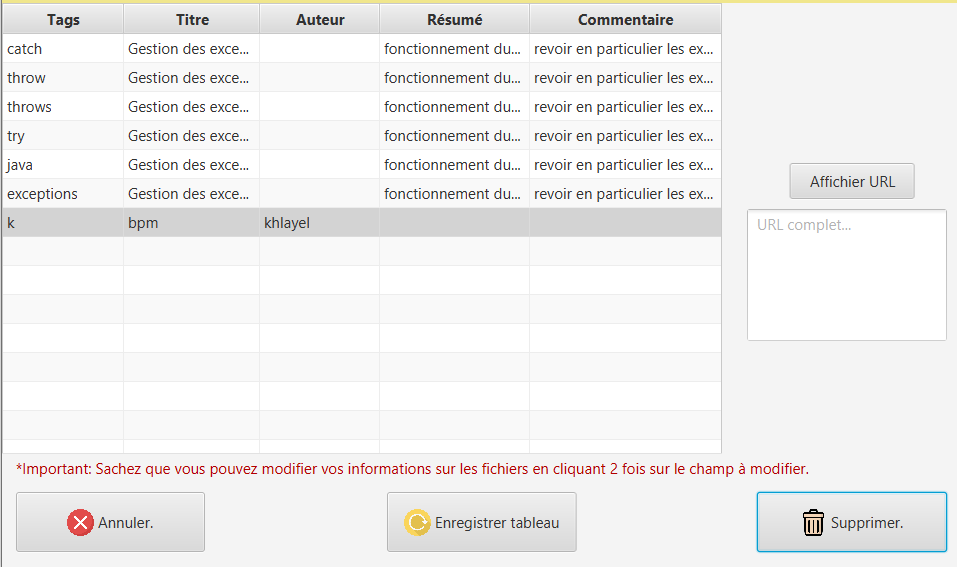 Tags Titre Auteur Résumé Commentaire
catch Gestion des exce... fonctionnement du... revoir en particulier les ex...
throw Gestion des exce... fonctionnement du... revoir en particulier les ex...
throws Gestion des exce... fonctionnement du... revoir en particulier les ex...
try Gestion des exce... fonctionnement du... revoir en particulier les ex...
java Gestion des exce... fonctionnement du... revoir en particulier les ex...
exceptions Gestion des exce... fonctionnement du... revoir en particulier les ex...
k bpm khlayel
Affichier URL
URL complet...
*Important: Sachez que vous pouvez modifier vos informations sur les fichiers en cliquant 2 fois sur le champ à modifier.
Annuler. Enregistrer tableau Supprimer.